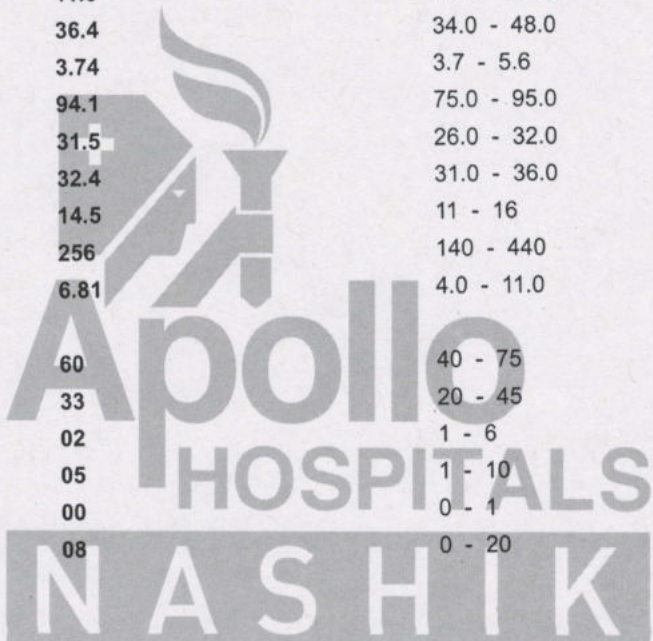 36.4 34.0 - 48.0
3.74 3.7 - 5.6
94.1 75.0 - 95.0
31.5 26.0 - 32.0
32.4 31.0 - 36.0
14.5 11 - 16
256 140 - 440
6.81 4.0 - 11.0
60 40 - 75
33 20 - 45
02 1 - 6
05 1 - 10
00 0 - 1
08 0 - 20
Apollo
HOSPITALS
NASHIK